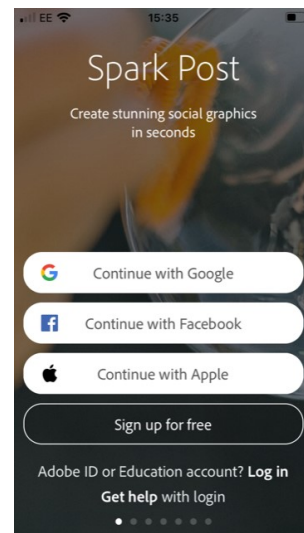 EE 15:35
Spark Post
Create stunning social graphics
in seconds
Continue with Google
Continue with Facebook
Continue with Apple
Sign up for free
Adobe ID or Education account? Log in
Get help with login